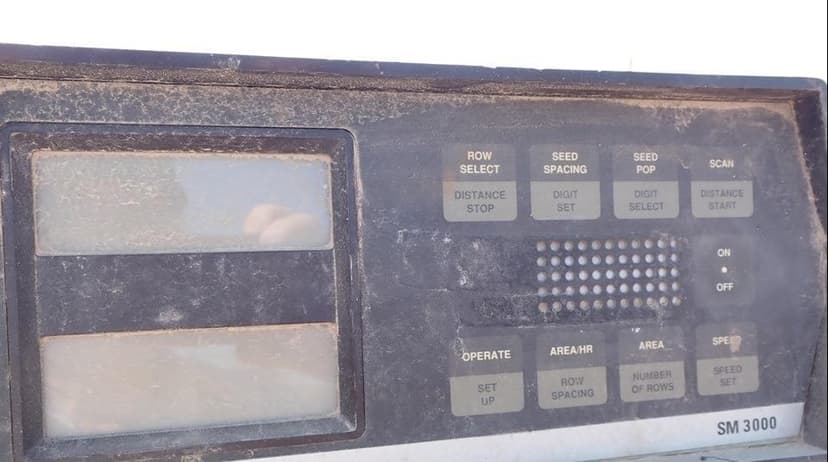 ROW
SELECT
DISTANCE
STOP
SEED
SPACING
DIGIT
SET
SEED
POP
DIGIT
SELECT
SCAN
DISTANCE
START
ON
OFF
OPERATE
SET
UP
AREA/HR
ROW
SPACING
AREA
NUMBER
OF ROWS
SPEED
SPEED
SET
SM 3000